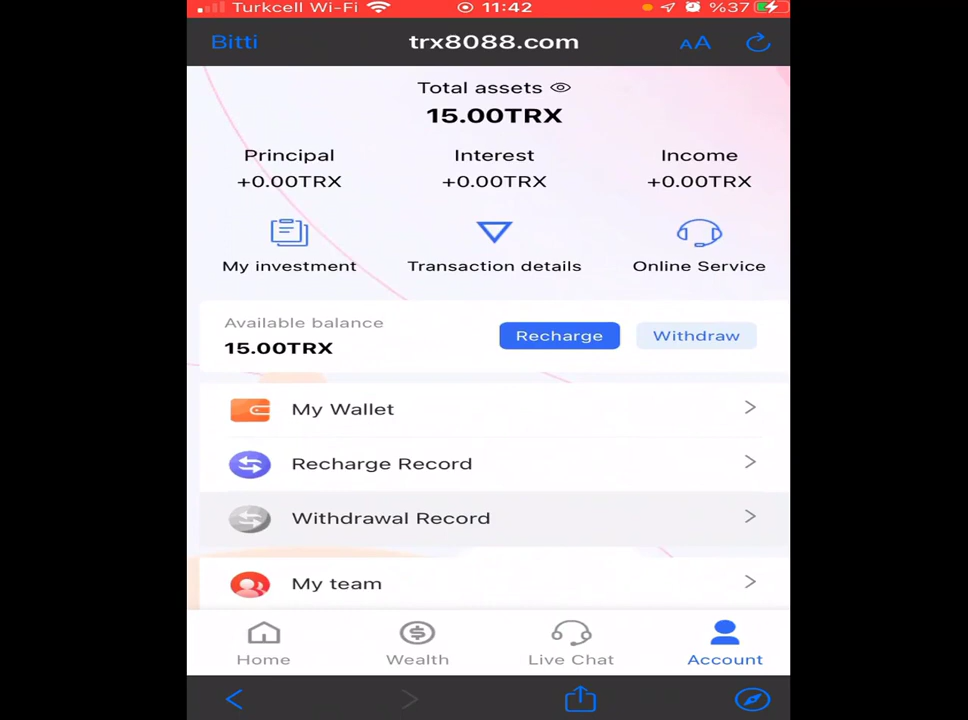 Turkcell Wi-Fi 11:42 %37
Bitti trx8088.com AA
Total assets
15.00TRX
Principal Interest Income
+0.00TRX +0.00TRX +0.00TRX
My investment Transaction details Online Service
Available balance
15.00TRX
Recharge Withdraw
My Wallet
Recharge Record
Withdrawal Record
My team
Home Wealth Live Chat Account